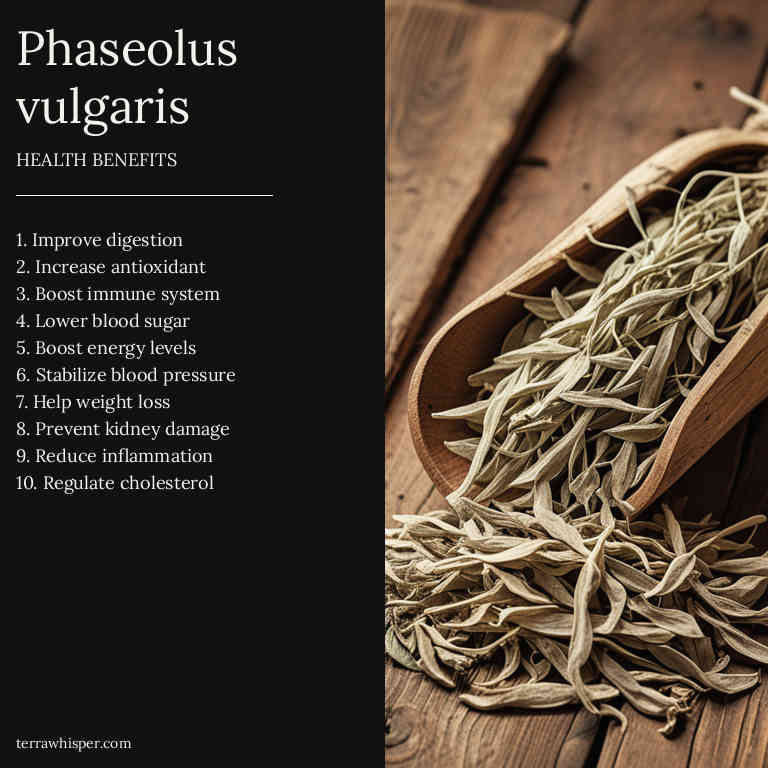 Phaseolus
vulgaris
HEALTH BENEFITS
1. Improve digestion
2. Increase antioxidant
3. Boost immune system
4. Lower blood sugar
5. Boost energy levels
6. Stabilize blood pressure
7. Help weight loss
8. Prevent kidney damage
9. Reduce inflammation
10. Regulate cholesterol
terrawhisper.com